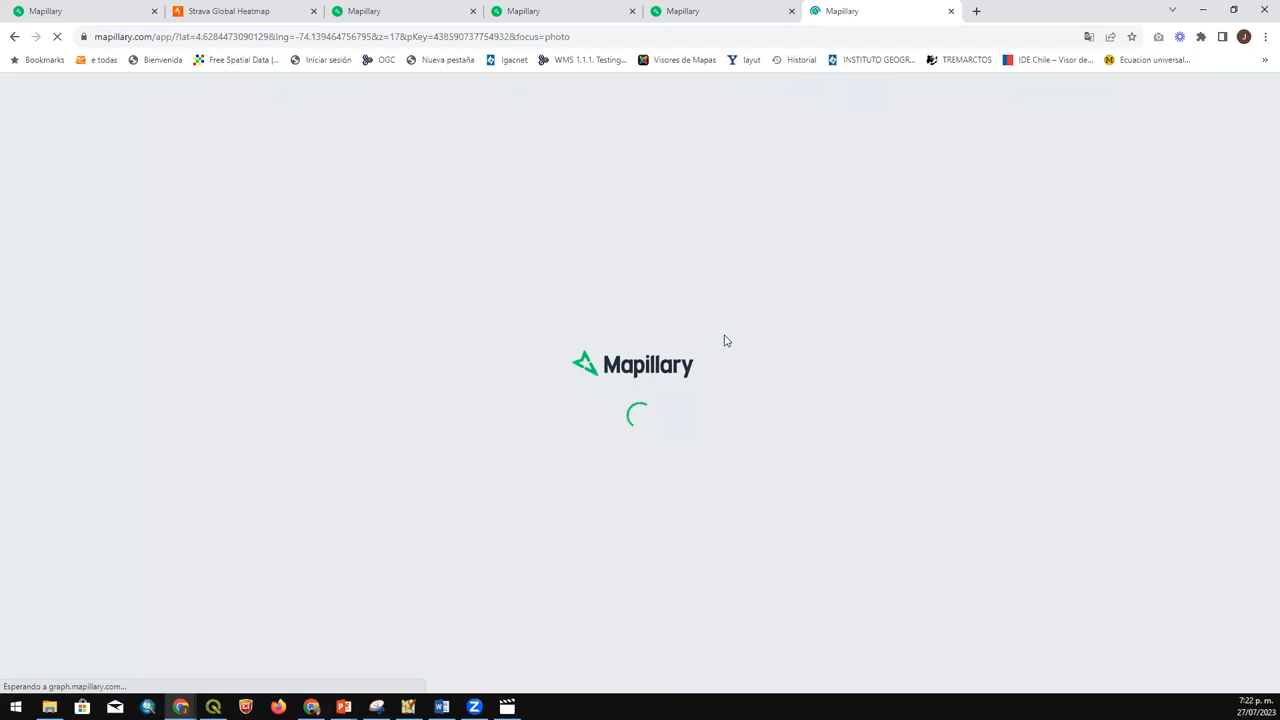 Mapillary
Strava Global Heatmap
Mapillary
Mapillary
Mapillary
Mapillary
mapillary.com/app/?lat=4.6284473090129&lng=-74.139464756795&z=17&pKey=438590737754932&focus=photo
Bookmarks
e todas
Bienvenida
Free Spatial Data |...
Iniciar sesión
OGC
Nueva pestaña
Igacnet
WMS 1.1.1. Testing...
Visores de Mapas
layut
Historial
INSTITUTO GEOGR...
TREMARCTOS
IDE Chile – Visor de...
Ecuacion universal...
»
J
Mapillary
Esperando a graph.mapillary.com...
7:22 p. m.
27/07/2023